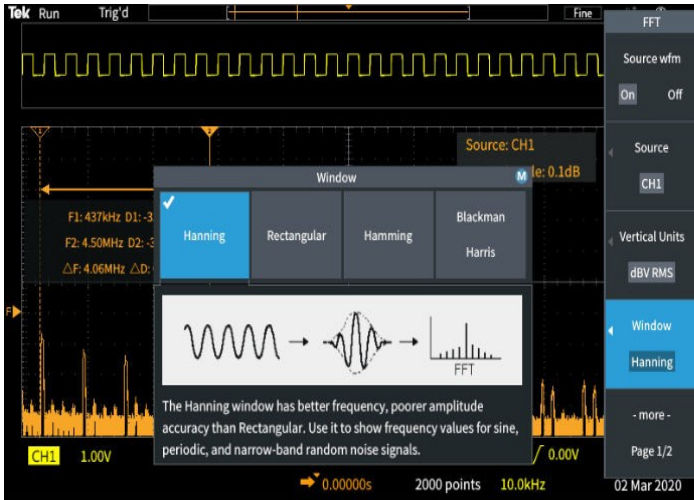 Tek Run Trig'd Fine
FFT
Source wfm
On Off
Source
CH1
Vertical Units
dBV RMS
Window
Hanning
- more -
Page 1/2
Source: CH1
le: 0.1dB
F1: 437kHz D1: -3
F2: 4.50MHz D2: -3
△F: 4.06MHz △D:
F
Window M
Hanning
Rectangular
Hamming
Blackman
Harris
FFT
The Hanning window has better frequency, poorer amplitude
accuracy than Rectangular. Use it to show frequency values for sine,
periodic, and narrow-band random noise signals.
CH1 1.00V 0.00V
0.00000s 2000 points 10.0kHz 02 Mar 2020